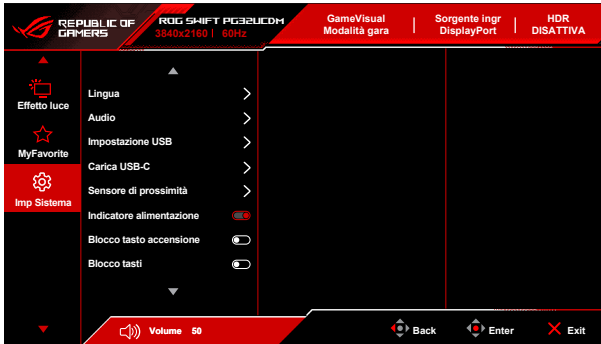 REPUBLIC OF
GAMERS
ROG SWIFT PG32UCDM
3840x2160 | 60Hz
GameVisual
Modalità gara
Sorgente ingr
DisplayPort
HDR
DISATTIVA
Effetto luce
MyFavorite
Imp Sistema
Lingua
Audio
Impostazione USB
Carica USB-C
Sensore di prossimità
Indicatore alimentazione
Blocco tasto accensione
Blocco tasti
Volume 50
Back
Enter
Exit